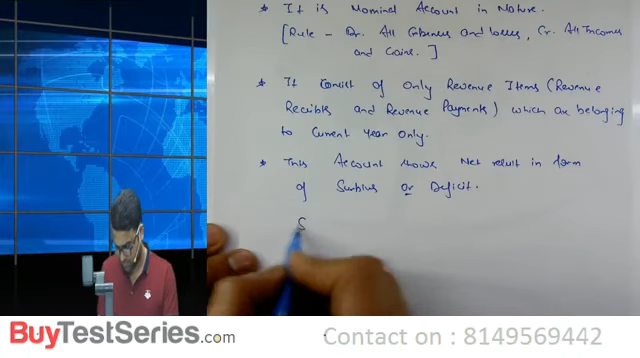 * It is Nominal Account in Nature.
[Rule - Dr. All Expenses and losses, Cr. All Incomes
and Gains.]
* It Consist of Only Revenue Items (Revenue
Recibts and Revenue Payments) which are belonging
to Current Year Only.
* This Account shows Net result in form
of Surplus or Deficit.
S
BuyTestSeries.com
Contact on : 8149569442